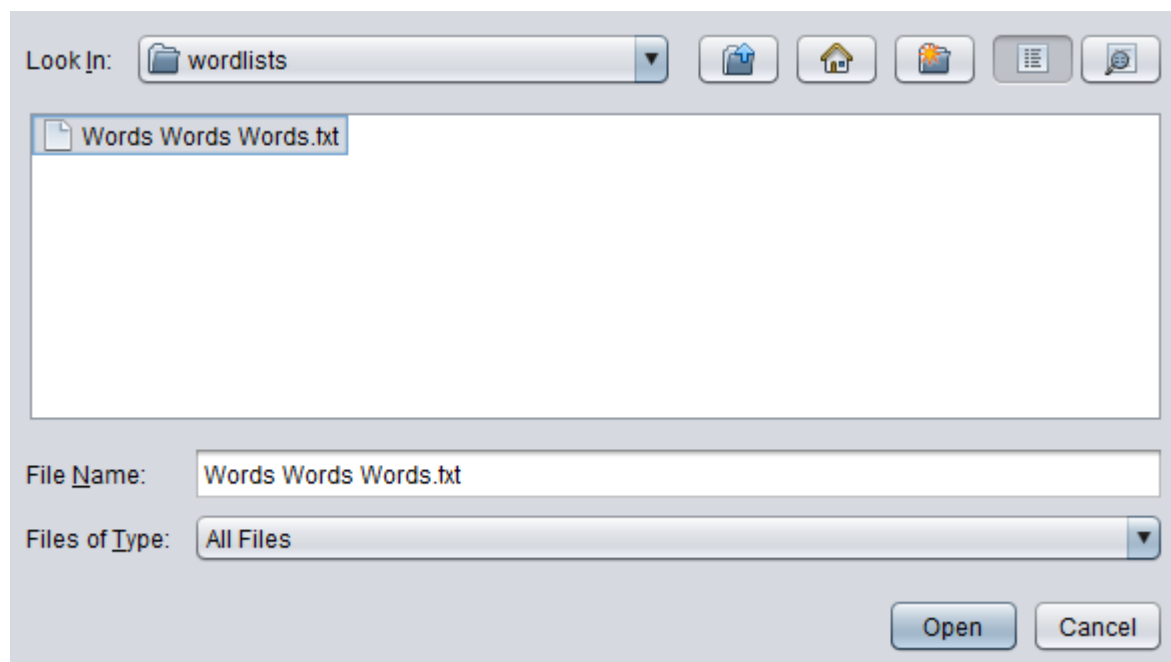 Look In: wordlists
Words Words Words.txt
File Name: Words Words Words.txt
Files of Type: All Files
Open Cancel